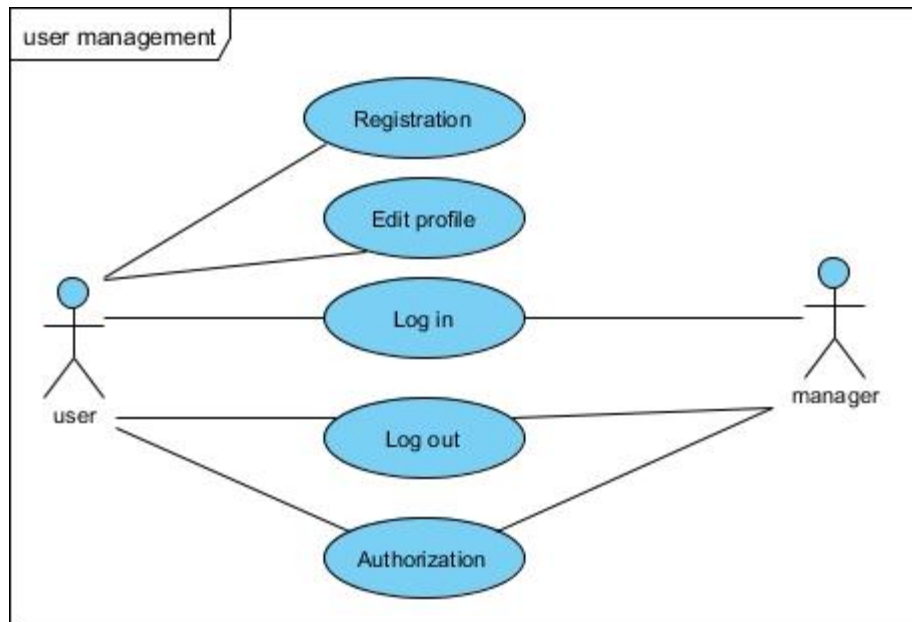 user management
Registration
Edit profile
Log in
user
manager
Log out
Authorization